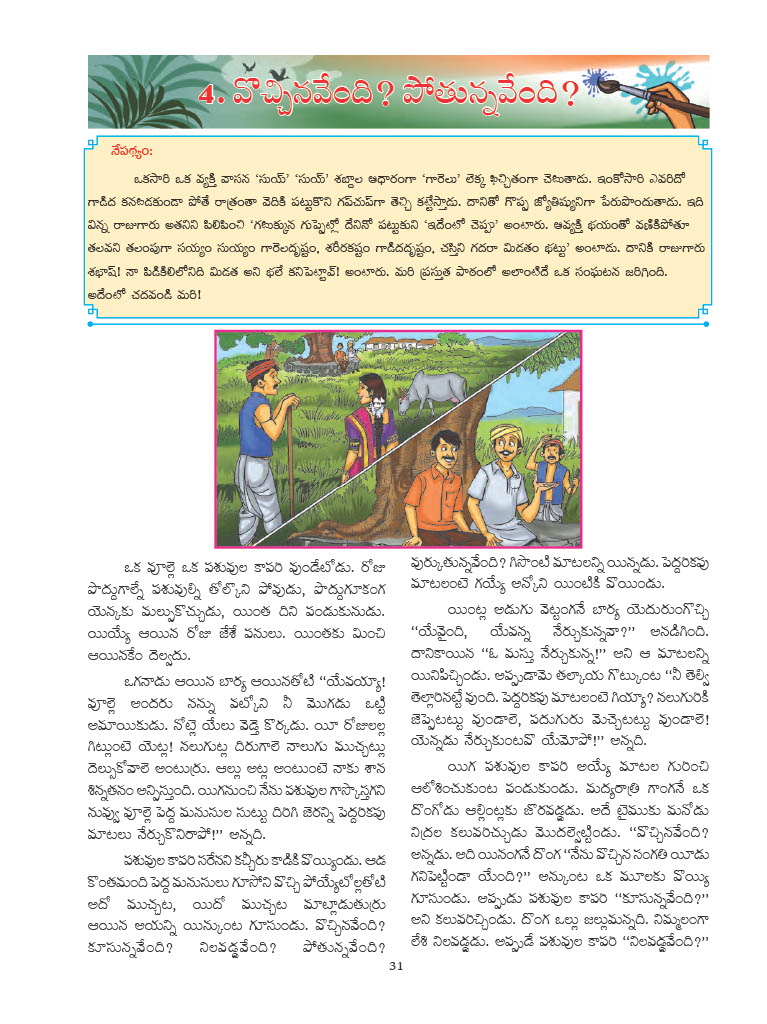 4. వొచ్చినవేంది? పోతున్నవేంది?
నేపథ్యం:
ఒకసారి ఒక వ్యక్తి వాసన ‘సుయ్’ ‘సుయ్’ శబ్దాల ఆధారంగా ‘గారెలు’ లెక్క ఖచ్చితంగా చెబుతాడు. ఇంకోసారి ఎవరిదో
గాడిద కనబడకుండా పోతే రాత్రంతా వెదికి పట్టుకొని గప్‌చుప్‌గా తెచ్చి కట్టేస్తాడు. దానితో గొప్ప జ్యోతిష్యునిగా పేరుపొందుతాడు. ఇది
విన్న రాజుగారు అతనిని పిలిపించి ‘గబుక్కున గుప్పెట్లో దేనినో పట్టుకుని ‘ఇదేంటో చెప్పు’ అంటారు. ఆవ్యక్తి భయంతో వణికిపోతూ
తలవని తలంపుగా సయ్యం సుయ్యం గారెలదృష్టం, శరీరకష్టం గాడిదదృష్టం, చస్తిని గదరా మిడతం భట్టు’ అంటాడు. దానికి రాజుగారు
శభాష్! నా పిడికిలిలోనిది మిడత అని భలే కనిపెట్టావ్! అంటారు. మరి ప్రస్తుత పాఠంలో అలాంటిదే ఒక సంఘటన జరిగింది.
అదేంటో చదవండి మరి!
ఒక వూల్లె ఒక పశువుల కాపరి వుండేటోడు. రోజు
పొద్దుగాల్నే పశువుల్ని తోల్కొని పోవుడు, పొద్దుగూకంగ
యెన్కకు మల్పుకొచ్చుడు, యింత దిని పండుకునుడు.
యియ్యే ఆయిన రోజు జేశే పనులు. యింతకు మించి
ఆయినకేం దెల్వదు.
ఒగనాడు ఆయిన బార్య ఆయినతోటి “యేవయ్యా!
వూల్లె అందరు నన్ను వట్కోని నీ మొగడు ఒట్టి
అమాయికుడు. నోట్లె యేలు వెడ్తె కొర్కడు. యీ రోజులల్ల
గిట్లుంటె యెట్ల! నలుగుట్ల దిరుగాలె నాలుగు ముచ్చట్లు
దెల్సుకోవాలె అంటుర్రు. ఆల్లు అట్ల అంటుంటె నాకు శాన
శిన్నతనం అన్పిస్తుంది. యిగనుంచి నేను పశువుల గాస్కొస్తగని
నువ్వు వూల్లె పెద్ద మనుసుల సుట్టు దిరిగి జెరన్ని పెద్దరికపు
మాటలు నేర్చుకొనిరాపో!” అన్నది.
పశువుల కాపరి సరేనని కచ్చీరు కాడికి వొయ్యిండు. ఆడ
కొంతమంది పెద్ద మనుసులు గూసోని వొచ్చి పోయ్యేటోల్లతోటి
అదో ముచ్చట, యిదో ముచ్చట మాట్లాడుతుర్రు
ఆయిన అయన్ని యినుకుంట గూసుండు. వొచ్చినవేంది?
కూసున్నవేంది? నిలవడ్డవేంది? పోతున్నవేంది?
వుర్కుతున్నవేంది? గిసొంటి మాటలన్ని యిన్నడు. పెద్దరికపు
మాటలంటె గయ్యే అన్కోని యింటికి వొయిండు.
యింట్ల అడుగు వెట్టంగనే బార్య యెదురుంగొచ్చి
“యేవైంది, యేవన్న నేర్చుకున్నవా?” అనడిగింది.
దానికాయిన “ఓ మస్తు నేర్చుకున్న!” అని ఆ మాటలన్ని
యినిపిచ్చిండు. అప్పుడామె తల్కాయ గొట్కుంట “నీ తెల్వి
తెల్లారినట్టే వుంది. పెద్దరికపు మాటలంటె గియ్యా? నలుగురికి
జెప్పెటట్టు వుండాలె, పదుగురు మెచ్చెటట్టు వుండాలె!
యెన్నడు నేర్చుకుంటవొ యేమోపో!” అన్నది.
యిగ పశువుల కాపరి అయ్యే మాటల గురించి
ఆలోశించుకుంట పండుకుండు. మద్యరాత్రి గాంగనే ఒక
దొంగోడు ఆల్లింట్లకు జొరవడ్డడు. అదే టైముకు మనోడు
నిద్రల కలువరిచ్చుడు మొదల్వెట్టిండు. “వొచ్చినవేంది?
అన్నడు. అది యినంగనే దొంగ “నేను వొచ్చిన సంగతి యీడు
గనిపెట్టిండా యేంది?” అన్కుంట ఒక మూలకు వొయ్యి
గూసుండు. అప్పుడు పశువుల కాపరి “కూసున్నవేంది?”
అని కలువరిచ్చిండు. దొంగ ఒల్లు జల్లుమన్నది. నిమ్మలంగా
లేశి నిలవడ్డడు. అప్పుడే పశువుల కాపరి “నిలవడ్డవేంది?”
31